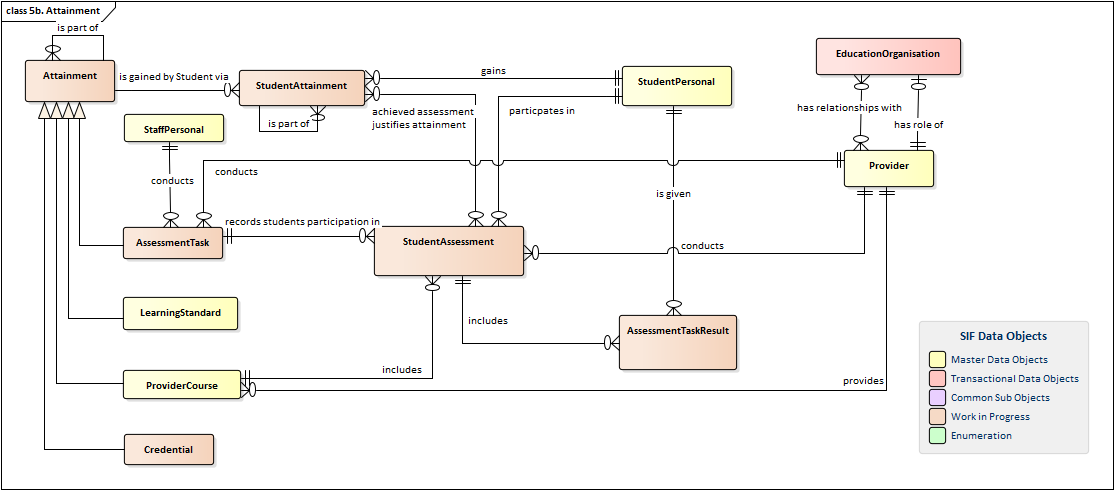 class 5b. Attainment
is part of
Attainment
is gained by Student via
StudentAttainment
is part of
gains
achieved assessment
justifies attainment
StudentPersonal
particpates in
EducationOrganisation
has relationships with
has role of
Provider
StaffPersonal
conducts
conducts
is given
AssessmentTask
records students participation in
StudentAssessment
conducts
LearningStandard
includes
AssessmentTaskResult
ProviderCourse
includes
provides
Credential
SIF Data Objects
Master Data Objects
Transactional Data Objects
Common Sub Objects
Work in Progress
Enumeration